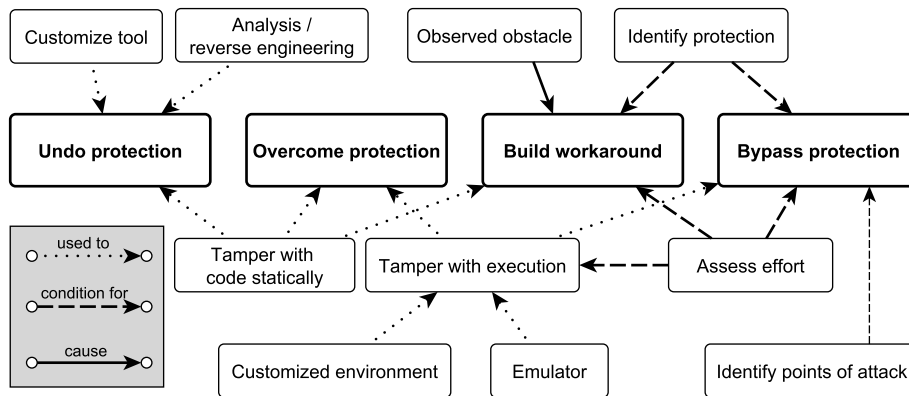 Customize tool
Analysis /
reverse engineering
Observed obstacle
Identify protection
Undo protection
Overcome protection
Build workaround
Bypass protection
used to
condition for
cause
Tamper with
code statically
Tamper with execution
Assess effort
Customized environment
Emulator
Identify points of attack